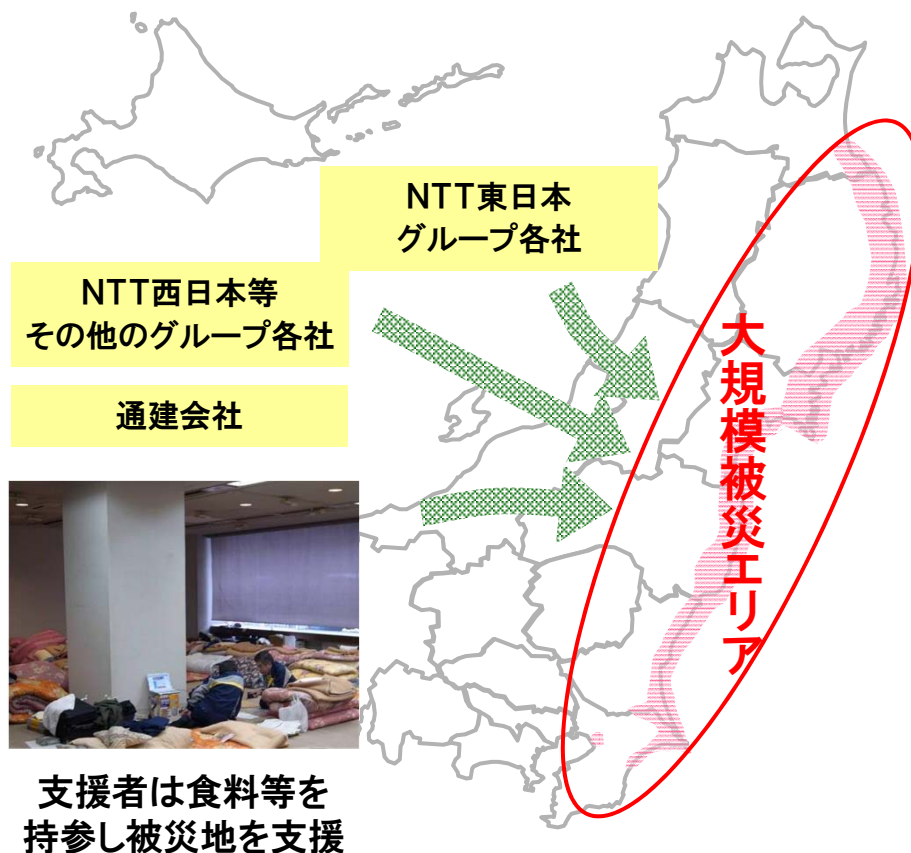 NTT東日本
グループ各社
NTT西日本等
その他のグループ各社
通建会社
大規模被災エリア
支援者は食料等を
持参し被災地を支援